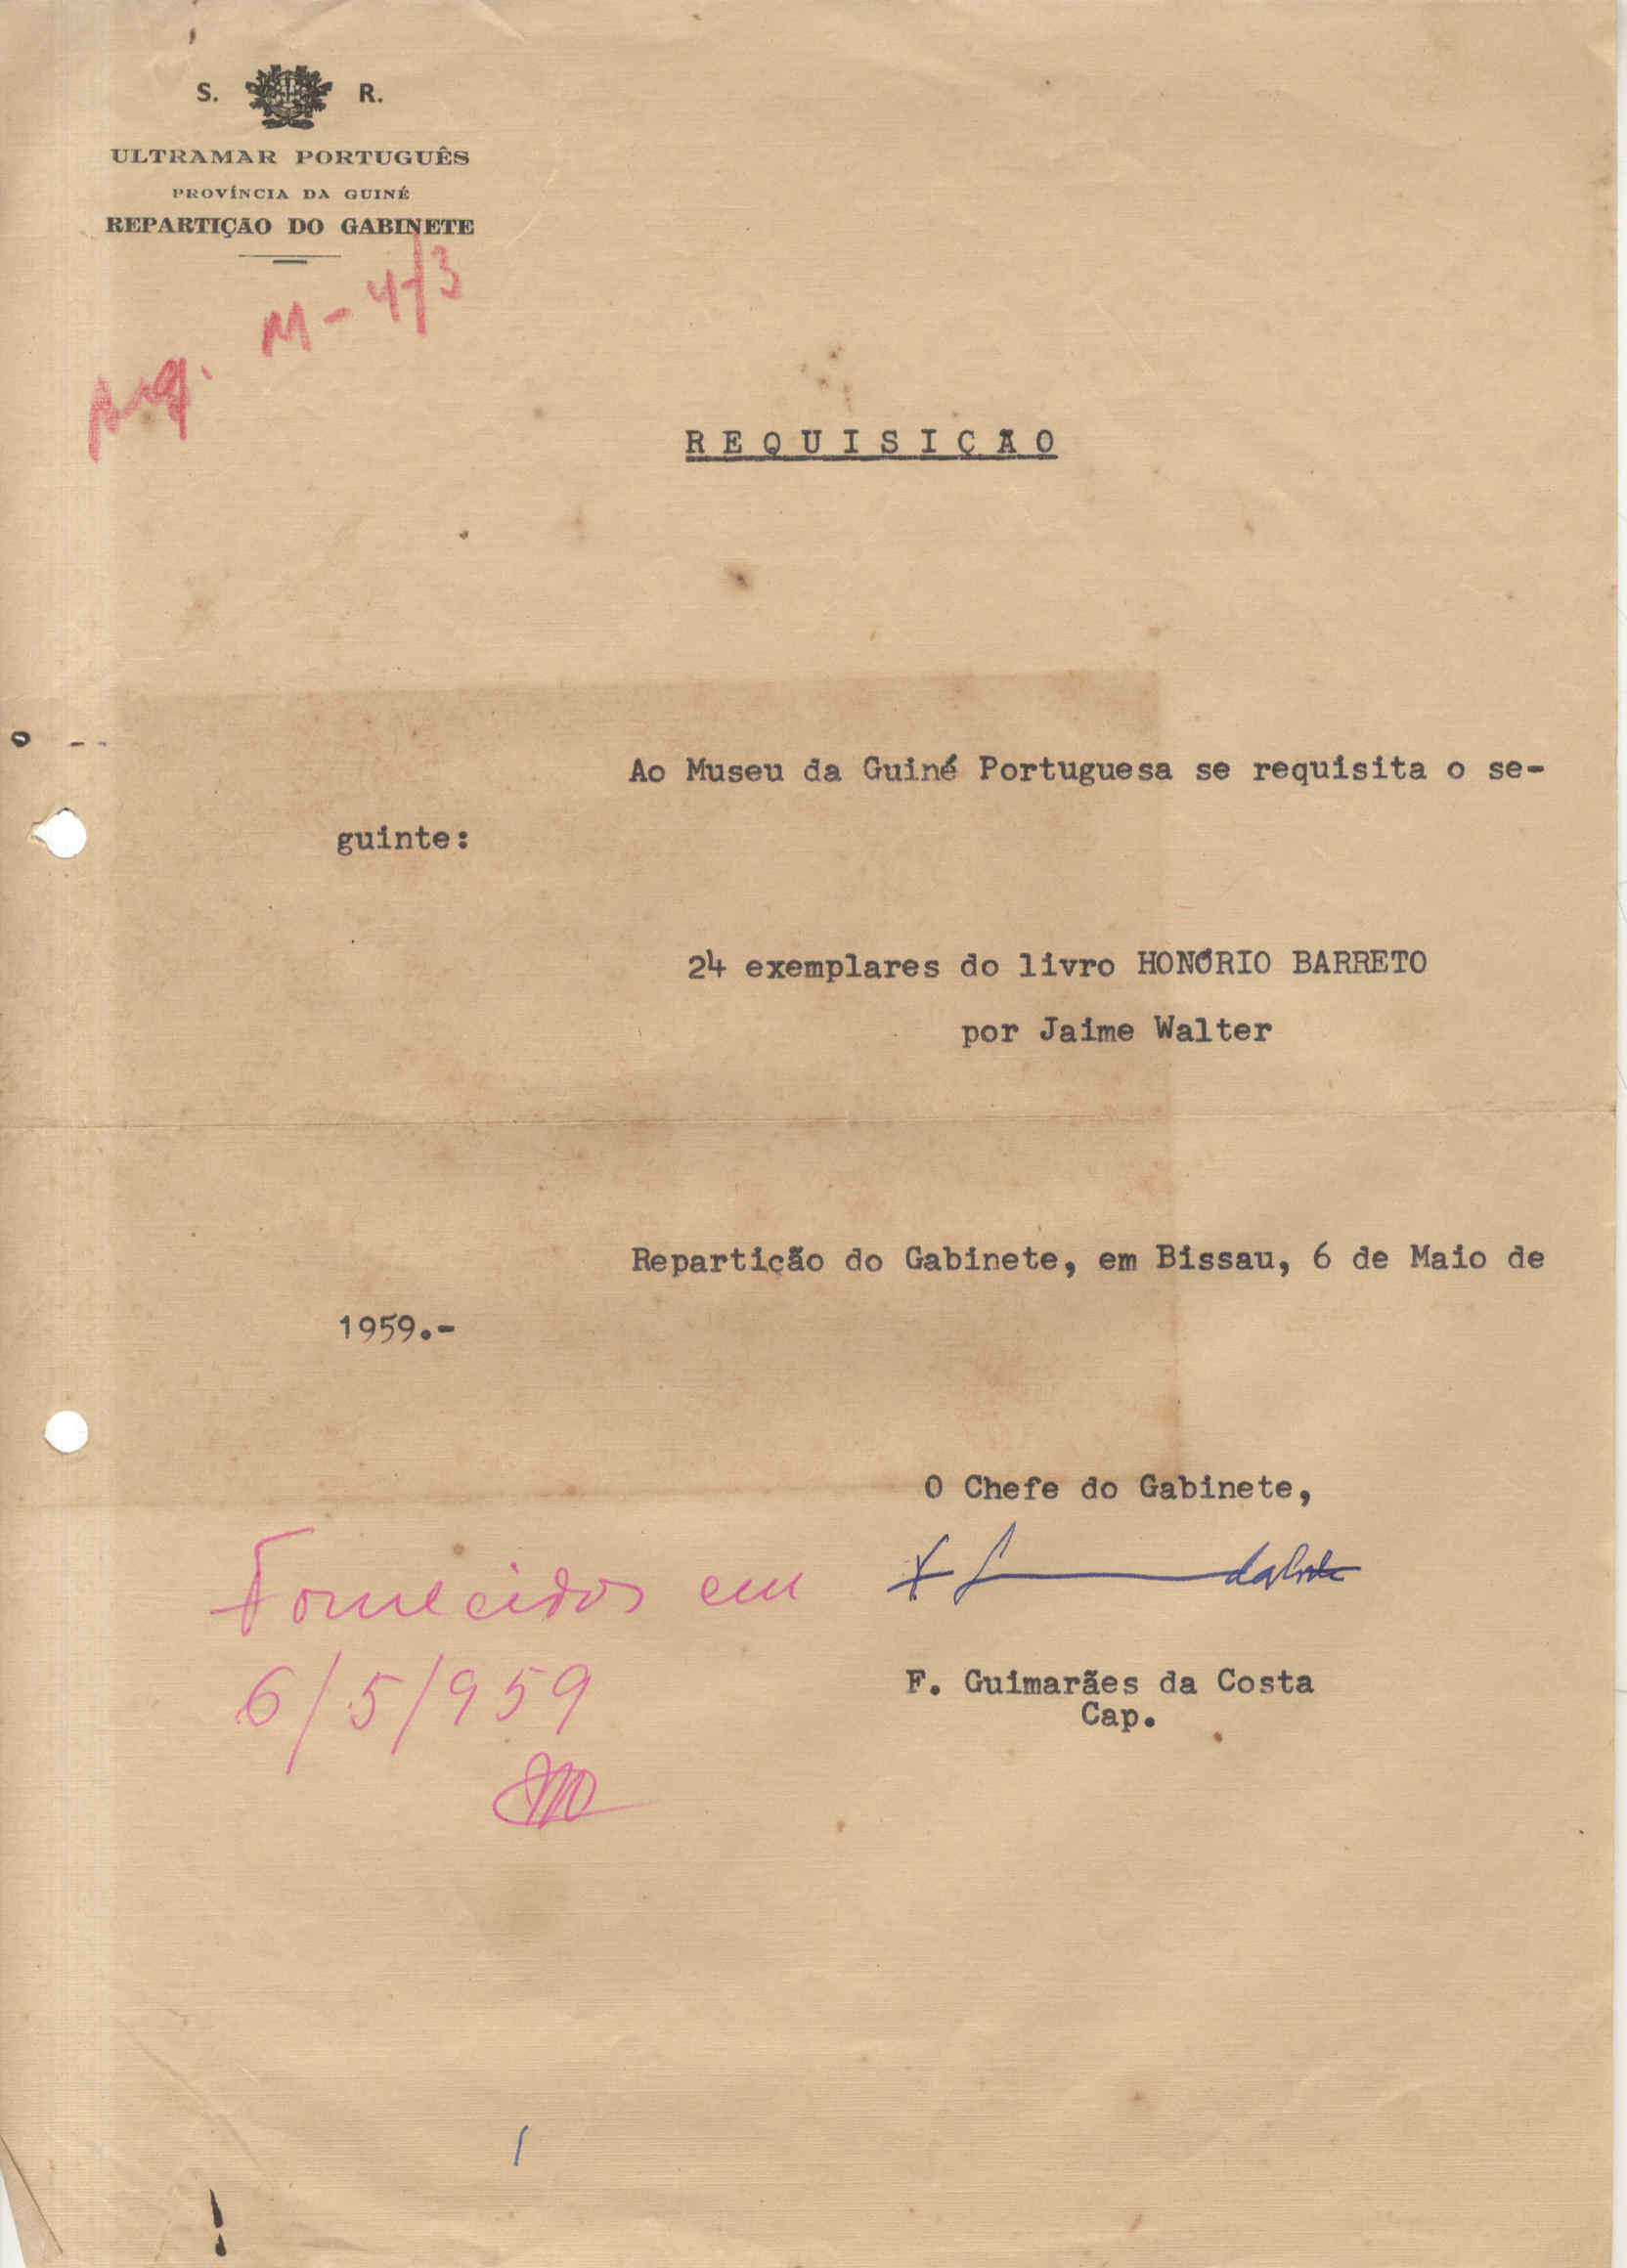 S. R.
ULTRAMAR PORTUGUÊS
PROVÍNCIA DA GUINÉ
REPARTIÇÃO DO GABINETE
M-4/3
arq.
REQUISIÇÃO
Ao Museu da Guiné Portuguesa se requisita o se-
guinte:
24 exemplares do livro HONÓRIO BARRETO
por Jaime Walter
Repartição do Gabinete, em Bissau, 6 de Maio de
1959.-
O Chefe do Gabinete,
Fornecidos em
6/5/959
F. Guimarães da Costa
Cap.